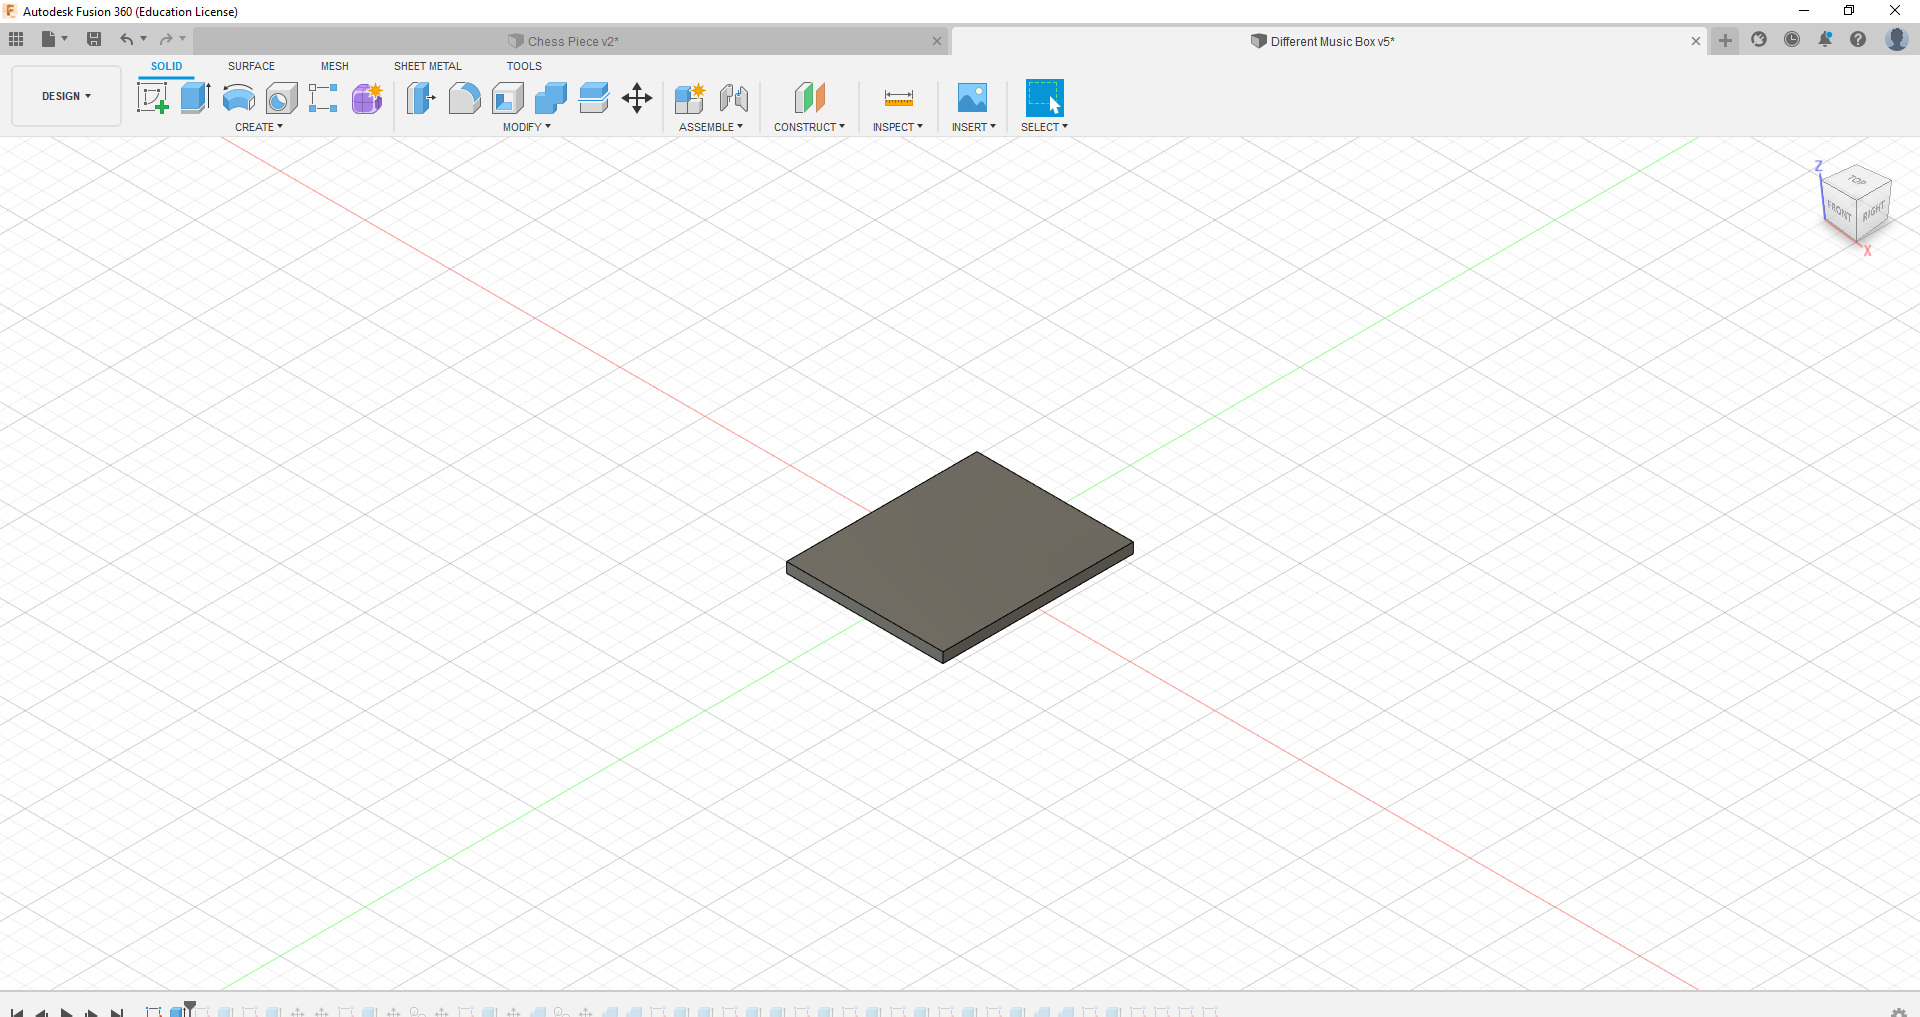 Autodesk Fusion 360 (Education License)
Chess Piece v2*
Different Music Box v5*
SOLID SURFACE MESH SHEET METAL TOOLS
DESIGN
CREATE MODIFY ASSEMBLE CONSTRUCT INSPECT INSERT SELECT
Z
TOP
FRONT RIGHT
X